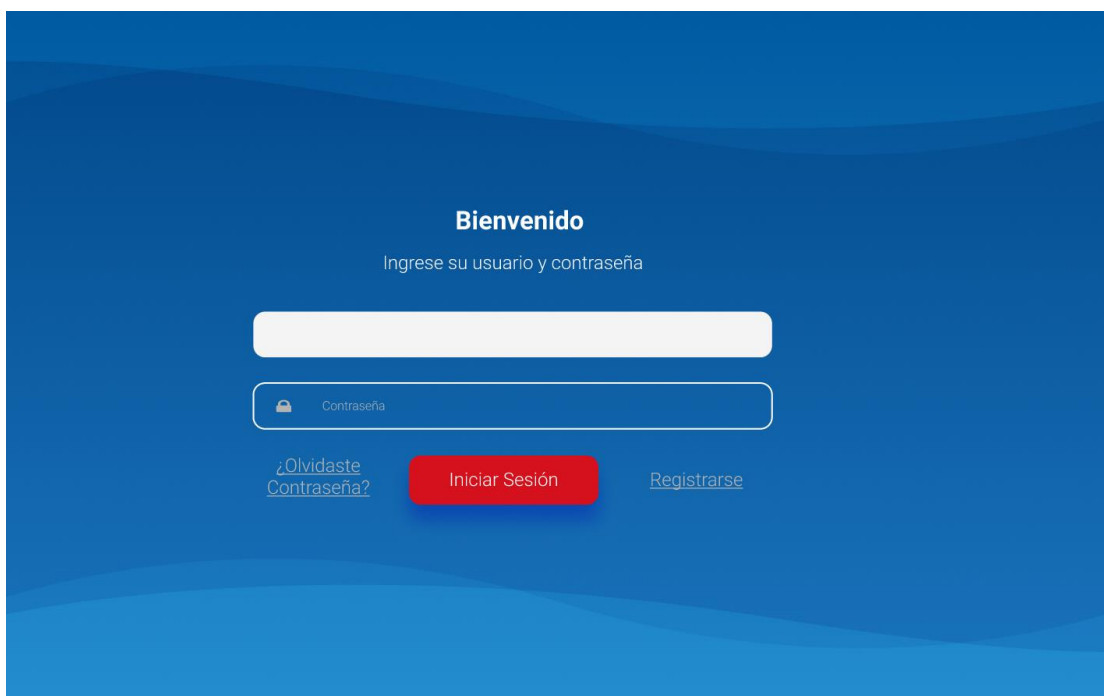 Bienvenido
Ingrese su usuario y contraseña
Contraseña
¿Olvidaste
Contraseña?
Iniciar Sesión
Registrarse